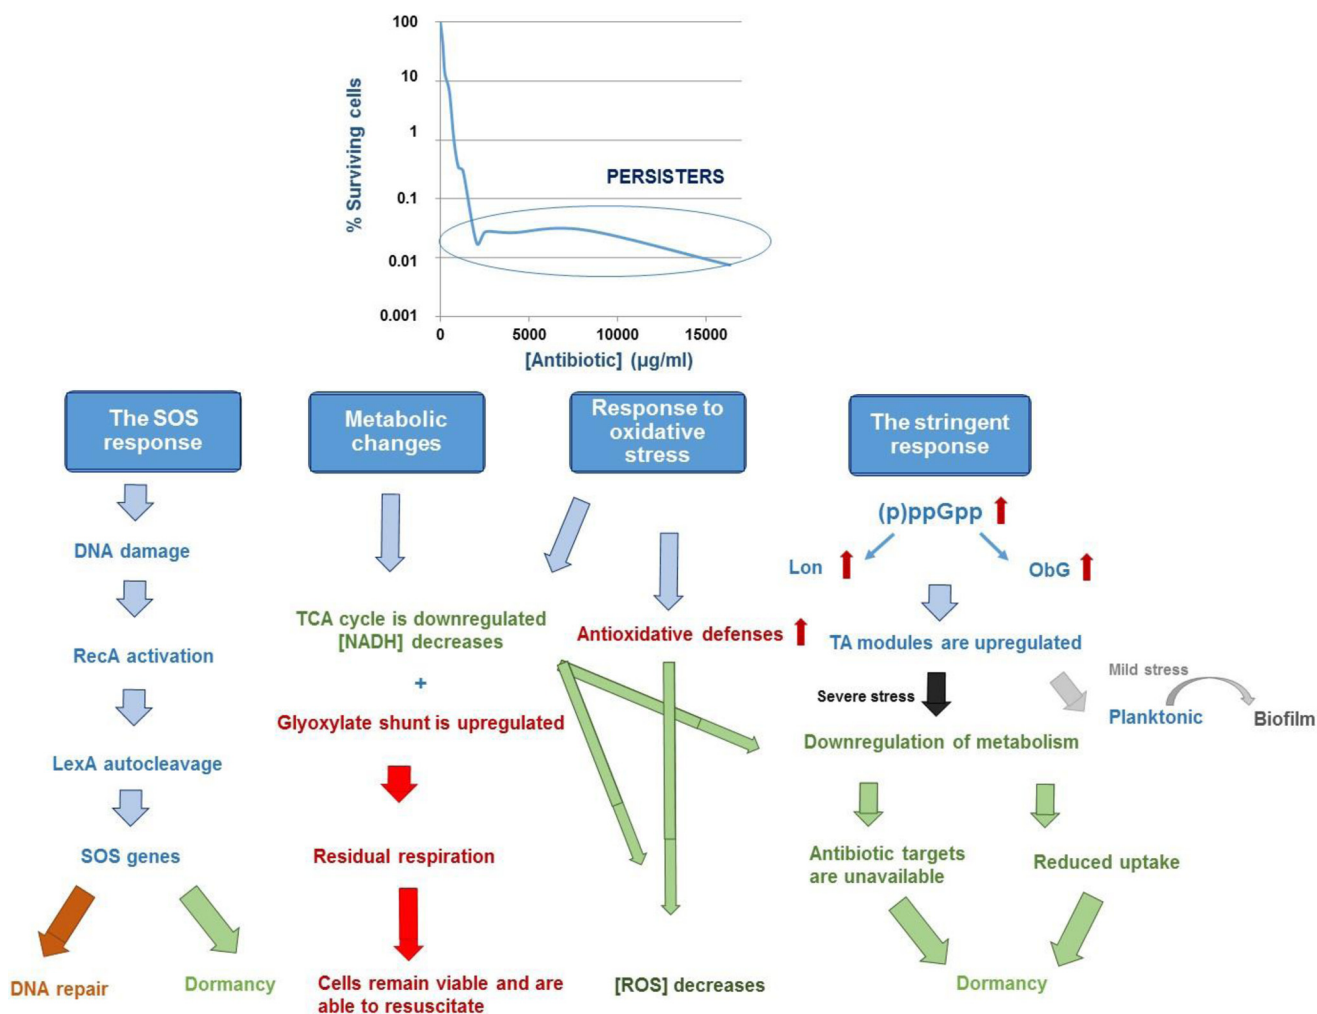 100
10
1
0.1
0.01
0.001
% Surviving cells
PERSISTERS
0
5000
10000
15000
[Antibiotic] (µg/ml)
The SOS
response
Metabolic
changes
Response to
oxidative
stress
The stringent
response
DNA damage
RecA activation
LexA autocleavage
SOS genes
DNA repair
Dormancy
TCA cycle is downregulated
[NADH] decreases
+
Glyoxylate shunt is upregulated
Residual respiration
Cells remain viable and are
able to resuscitate
Antioxidative defenses
[ROS] decreases
(p)ppGpp
Lon
ObG
TA modules are upregulated
Severe stress
Mild stress
Planktonic
Biofilm
Downregulation of metabolism
Antibiotic targets
are unavailable
Reduced uptake
Dormancy